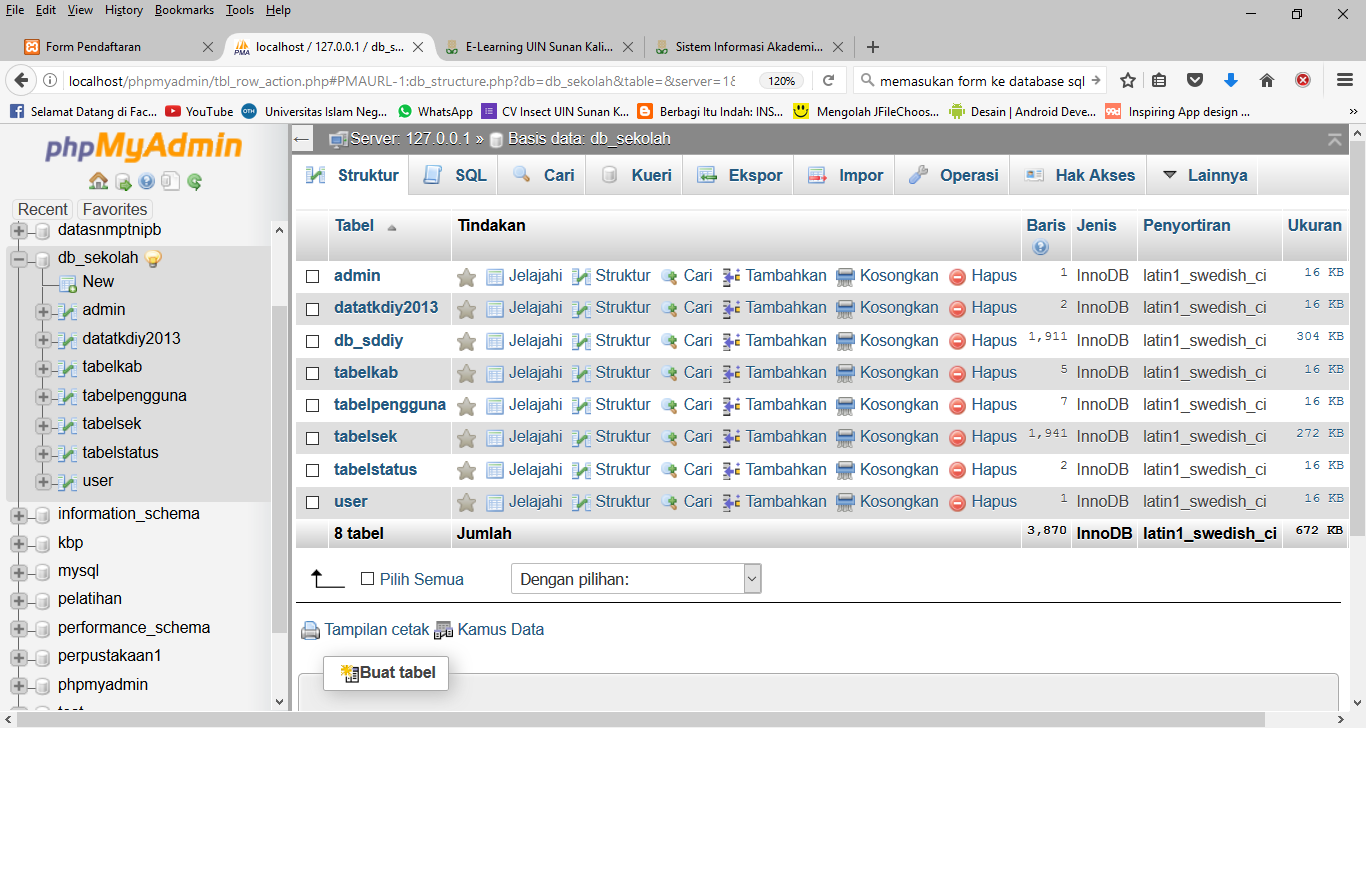 File Edit View History Bookmarks Tools Help
Form Pendaftaran
localhost / 127.0.0.1 / db_s...
E-Learning UIN Sunan Kali...
Sistem Informasi Akademi...
localhost/phpmyadmin/tbl_row_action.php#PMAURL-1:db_structure.php?db=db_sekolah&table=&server=1& 120% memasukan form ke database sql
Selamat Datang di Fac... YouTube Universitas Islam Neg... WhatsApp CV Insect UIN Sunan K... Berbagi Itu Indah: INS... Mengolah JFileChoos... Desain | Android Deve... Inspiring App design ...
phpMyAdmin
Recent Favorites
datasnmptnipb
db_sekolah
New
admin
datatkdiy2013
tabelkab
tabelpengguna
tabelsek
tabelstatus
user
information_schema
kbp
mysql
pelatihan
performance_schema
perpustakaan1
phpmyadmin
Server: 127.0.0.1 » Basis data: db_sekolah
Struktur SQL Cari Kueri Ekspor Impor Operasi Hak Akses Lainnya
Tabel Tindakan Baris Jenis Penyortiran Ukuran
admin Jelajahi Struktur Cari Tambahkan Kosongkan Hapus 1 InnoDB latin1_swedish_ci 16 KB
datatkdiy2013 Jelajahi Struktur Cari Tambahkan Kosongkan Hapus 2 InnoDB latin1_swedish_ci 16 KB
db_sddiy Jelajahi Struktur Cari Tambahkan Kosongkan Hapus 1,911 InnoDB latin1_swedish_ci 304 KB
tabelkab Jelajahi Struktur Cari Tambahkan Kosongkan Hapus 5 InnoDB latin1_swedish_ci 16 KB
tabelpengguna Jelajahi Struktur Cari Tambahkan Kosongkan Hapus 7 InnoDB latin1_swedish_ci 16 KB
tabelsek Jelajahi Struktur Cari Tambahkan Kosongkan Hapus 1,941 InnoDB latin1_swedish_ci 272 KB
tabelstatus Jelajahi Struktur Cari Tambahkan Kosongkan Hapus 2 InnoDB latin1_swedish_ci 16 KB
user Jelajahi Struktur Cari Tambahkan Kosongkan Hapus 1 InnoDB latin1_swedish_ci 16 KB
8 tabel Jumlah 3,870 InnoDB latin1_swedish_ci 672 KB
Pilih Semua Dengan pilihan:
Tampilan cetak Kamus Data
Buat tabel